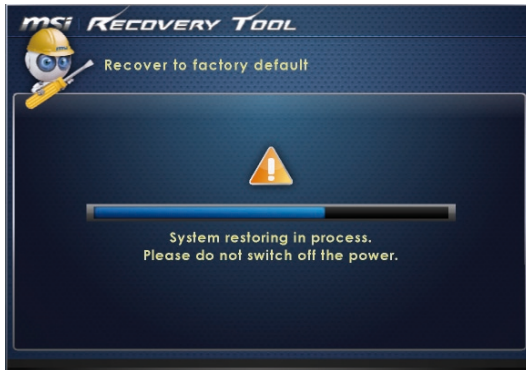 msi RECOVERY TOOL
Recover to factory default
System restoring in process.
Please do not switch off the power.